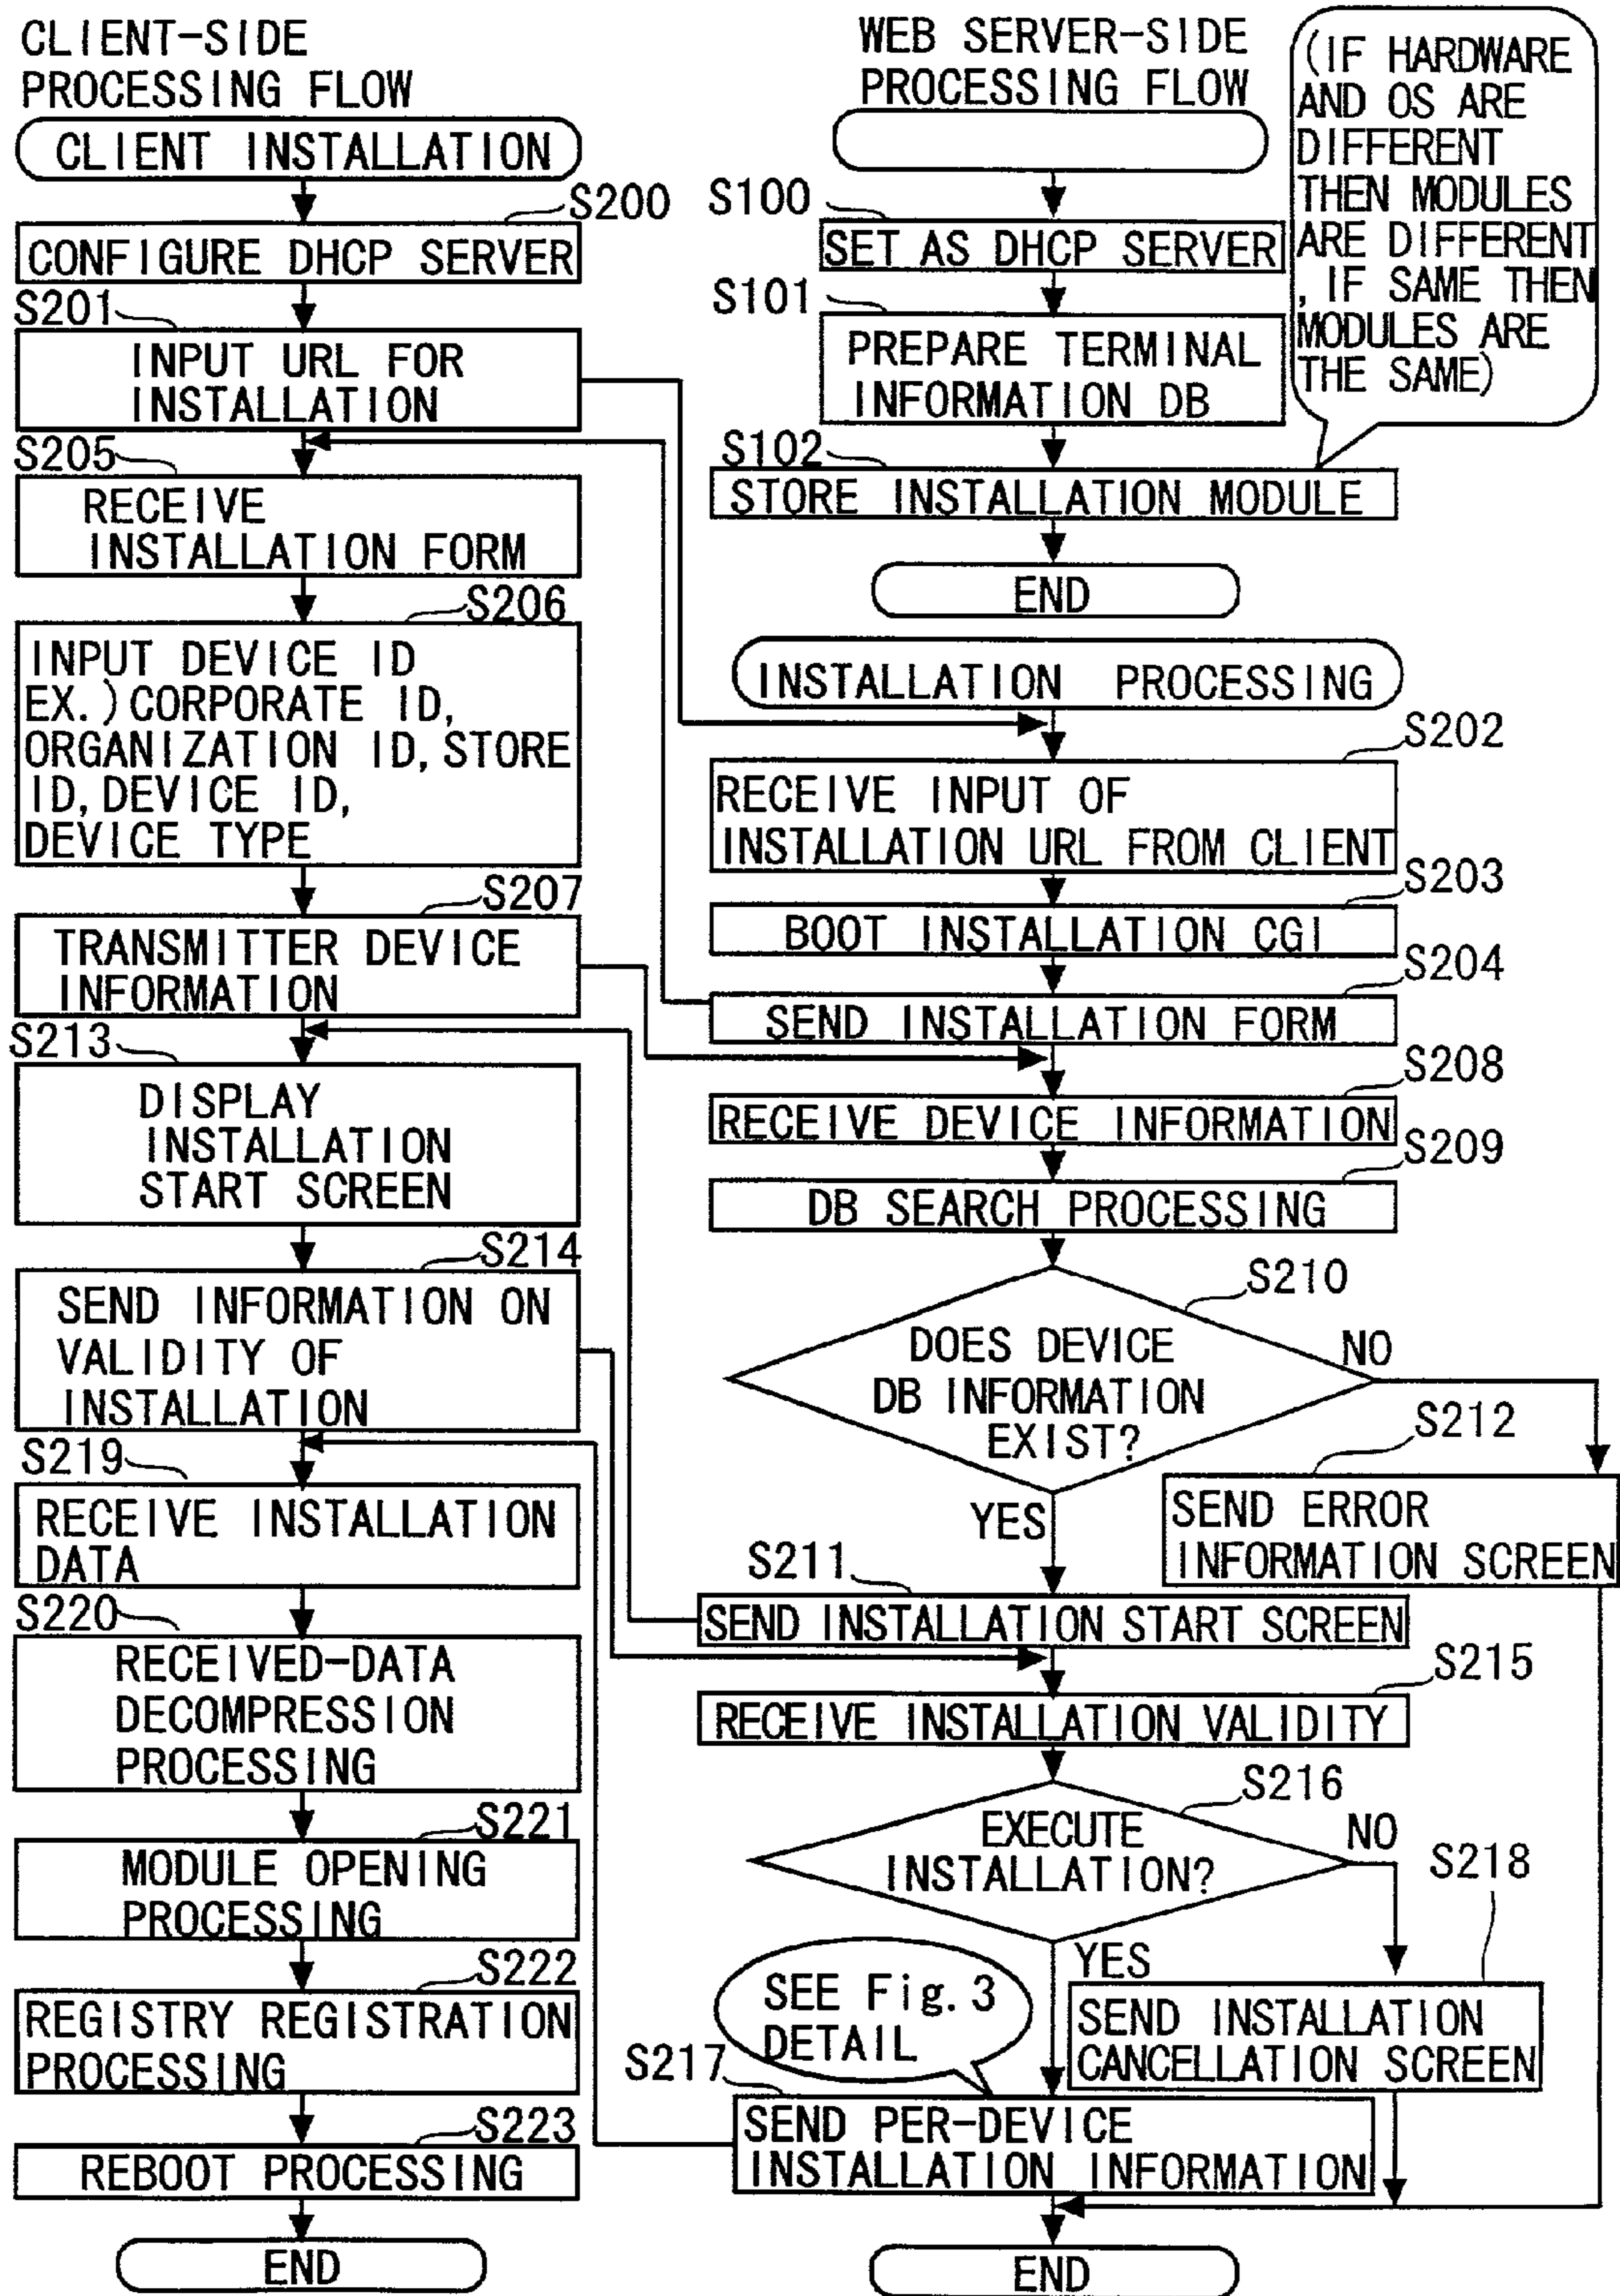 CLIENT-SIDE
PROCESSING FLOW
CLIENT INSTALLATION
S200
CONFIGURE DHCP SERVER
S201
INPUT URL FOR
INSTALLATION
S205
RECEIVE
INSTALLATION FORM
S206
INPUT DEVICE ID
EX.)CORPORATE ID,
ORGANIZATION ID,STORE
ID,DEVICE ID,
DEVICE TYPE
S207
TRANSMITTER DEVICE
INFORMATION
S213
DISPLAY
INSTALLATION
START SCREEN
S214
SEND INFORMATION ON
VALIDITY OF
INSTALLATION
S219
RECEIVE INSTALLATION
DATA
S220
RECEIVED-DATA
DECOMPRESSION
PROCESSING
S221
MODULE OPENING
PROCESSING
S222
REGISTRY REGISTRATION
PROCESSING
S223
REBOOT PROCESSING
END
WEB SERVER-SIDE
PROCESSING FLOW
S100
SET AS DHCP SERVER
S101
PREPARE TERMINAL
INFORMATION DB
S102
STORE INSTALLATION MODULE
(IF HARDWARE
AND OS ARE
DIFFERENT
THEN MODULES
ARE DIFFERENT
, IF SAME THEN
MODULES ARE
THE SAME)
END
INSTALLATION PROCESSING
S202
RECEIVE INPUT OF
INSTALLATION URL FROM CLIENT
S203
BOOT INSTALLATION CGI
S204
SEND INSTALLATION FORM
S208
RECEIVE DEVICE INFORMATION
S209
DB SEARCH PROCESSING
S210
DOES DEVICE
DB INFORMATION
EXIST?
NO
YES
S212
SEND ERROR
INFORMATION SCREEN
S211
SEND INSTALLATION START SCREEN
S215
RECEIVE INSTALLATION VALIDITY
S216
EXECUTE
INSTALLATION?
NO
YES
S218
SEND INSTALLATION
CANCELLATION SCREEN
SEE Fig.3
DETAIL
S217
SEND PER-DEVICE
INSTALLATION INFORMATION
END